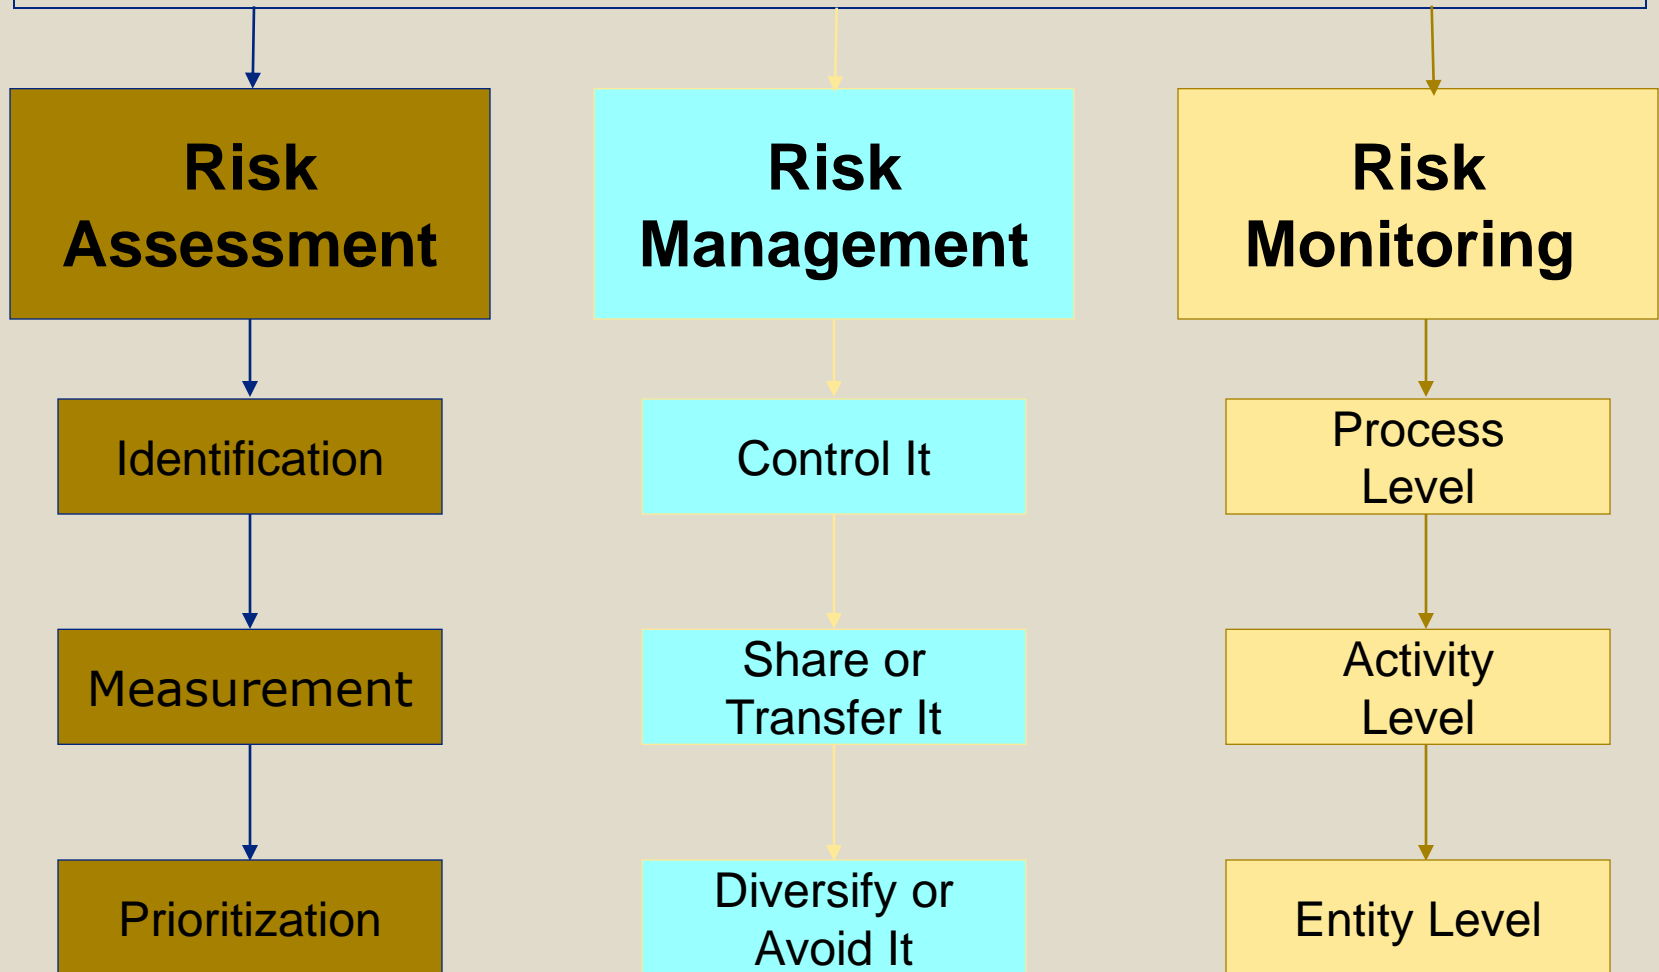 Risk
Assessment
Risk
Management
Risk
Monitoring
Identification
Control It
Process
Level
Measurement
Share or
Transfer It
Activity
Level
Prioritization
Diversify or
Avoid It
Entity Level